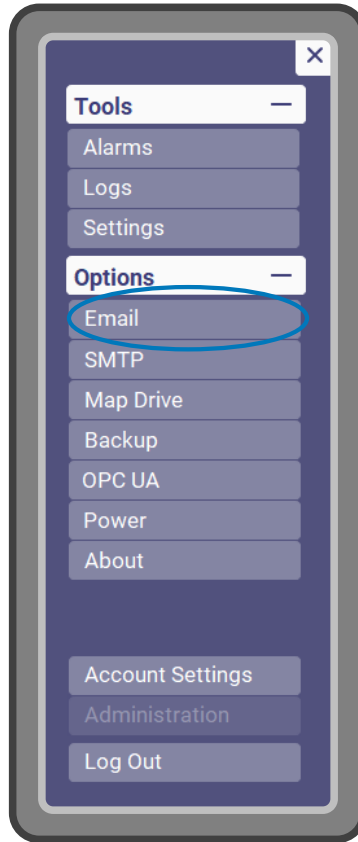 Tools
Alarms
Logs
Settings
Options
Email
SMTP
Map Drive
Backup
OPC UA
Power
About
Account Settings
Administration
Log Out